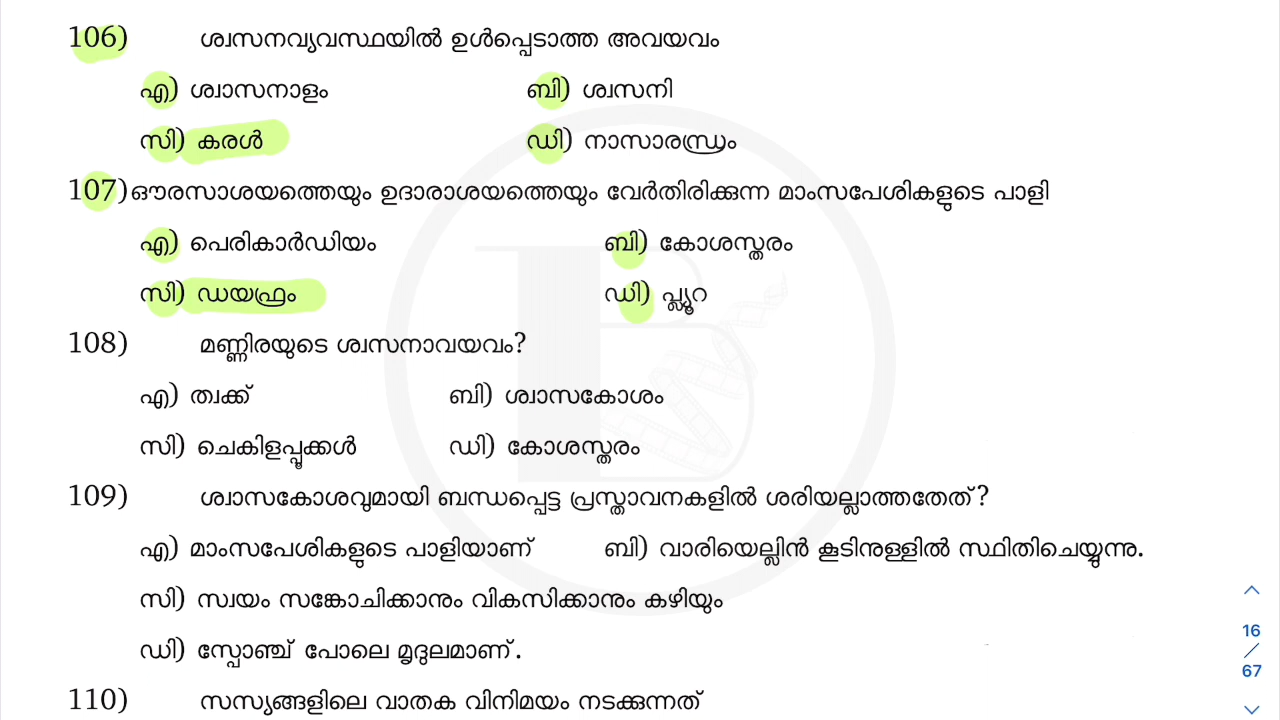 106) ശ്വസനവ്യവസ്ഥയിൽ ഉൾപ്പെടാത്ത അവയവം
എ) ശ്വാസനാളം ബി) ശ്വസനി
സി) കരൾ ഡി) നാസാരന്ധ്രം
107) ഔരസാശയത്തെയും ഉദാരാശയത്തെയും വേർതിരിക്കുന്ന മാംസപേശികളുടെ പാളി
എ) പെരികാർഡിയം ബി) കോശസ്തരം
സി) ഡയഫ്രം ഡി) പ്ല്യൂറ
108) മണ്ണിരയുടെ ശ്വസനാവയവം?
എ) ത്വക്ക് ബി) ശ്വാസകോശം
സി) ചെകിളപ്പൂക്കൾ ഡി) കോശസ്തരം
109) ശ്വാസകോശവുമായി ബന്ധപ്പെട്ട പ്രസ്താവനകളിൽ ശരിയല്ലാത്തതേത്?
എ) മാംസപേശികളുടെ പാളിയാണ് ബി) വാരിയെല്ലിൻ കൂടിനുള്ളിൽ സ്ഥിതിചെയ്യുന്നു.
സി) സ്വയം സങ്കോചിക്കാനും വികസിക്കാനും കഴിയും
ഡി) സ്പോഞ്ച് പോലെ മൃദുലമാണ്.
110) സസ്യങ്ങളിലെ വാതക വിനിമയം നടക്കുന്നത്
16
/
67